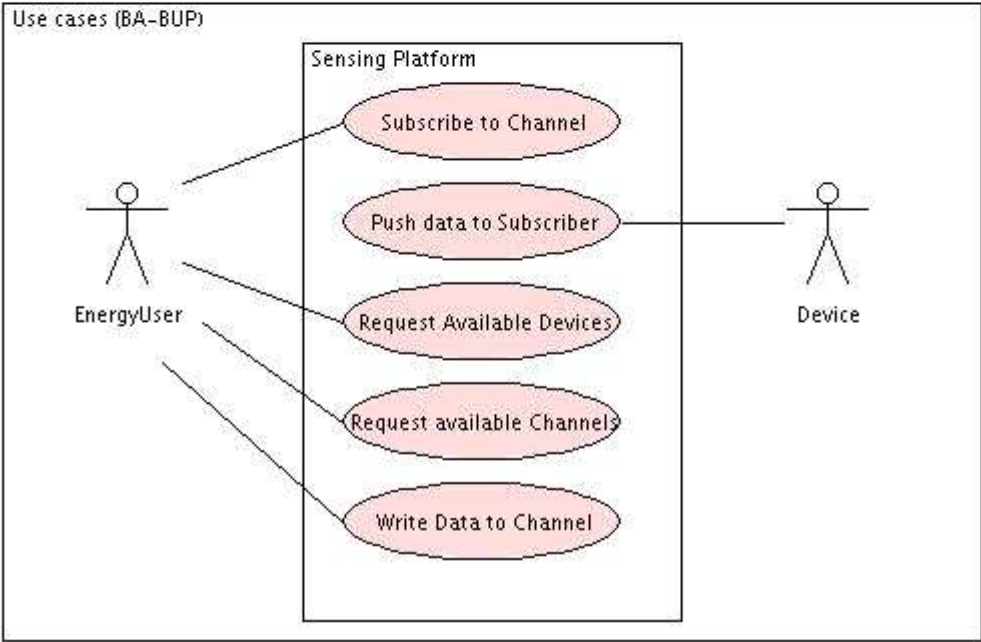 Use cases (BA-BUP)
Sensing Platform
Subscribe to Channel
Push data to Subscriber
EnergyUser
Request Available Devices
Device
Request available Channels
Write Data to Channel